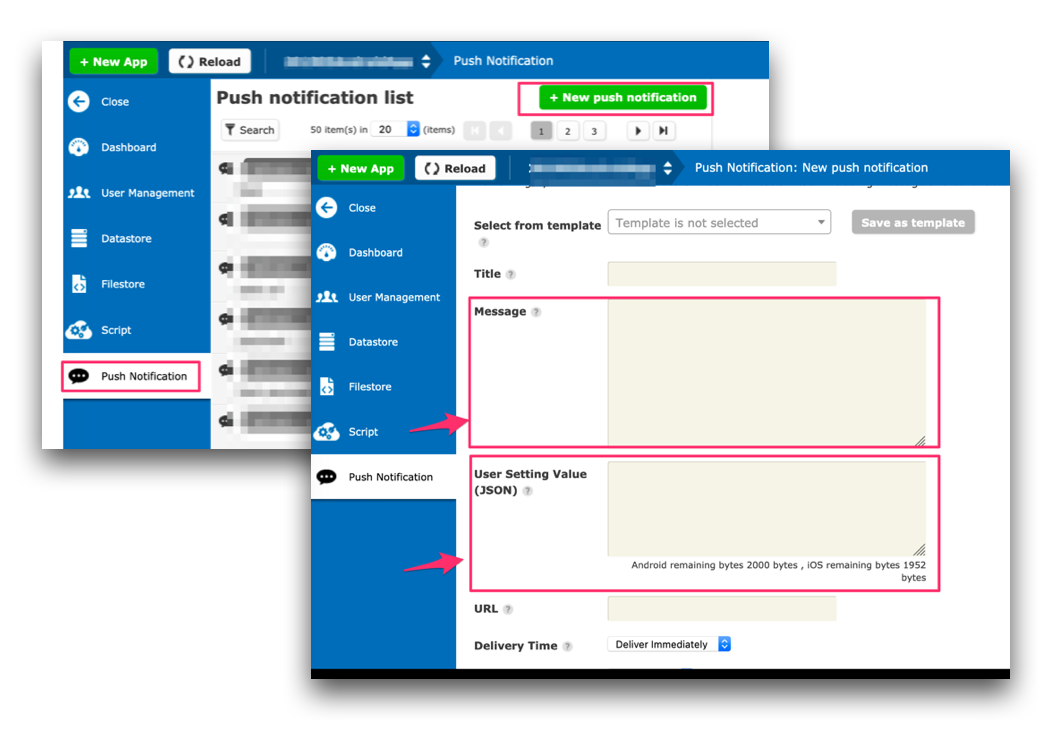 + New App
Reload
Push Notification
Close
Dashboard
User Management
Datastore
Filestore
Script
Push Notification
Push notification list
+ New push notification
Search
50 item(s) in 20 (items)
1 2 3
+ New App
Reload
Push Notification: New push notification
Close
Dashboard
User Management
Datastore
Filestore
Script
Push Notification
Select from template
?
Template is not selected
Save as template
Title ?
Message ?
User Setting Value
(JSON) ?
Android remaining bytes 2000 bytes , iOS remaining bytes 1952
bytes
URL ?
Delivery Time ?
Deliver Immediately